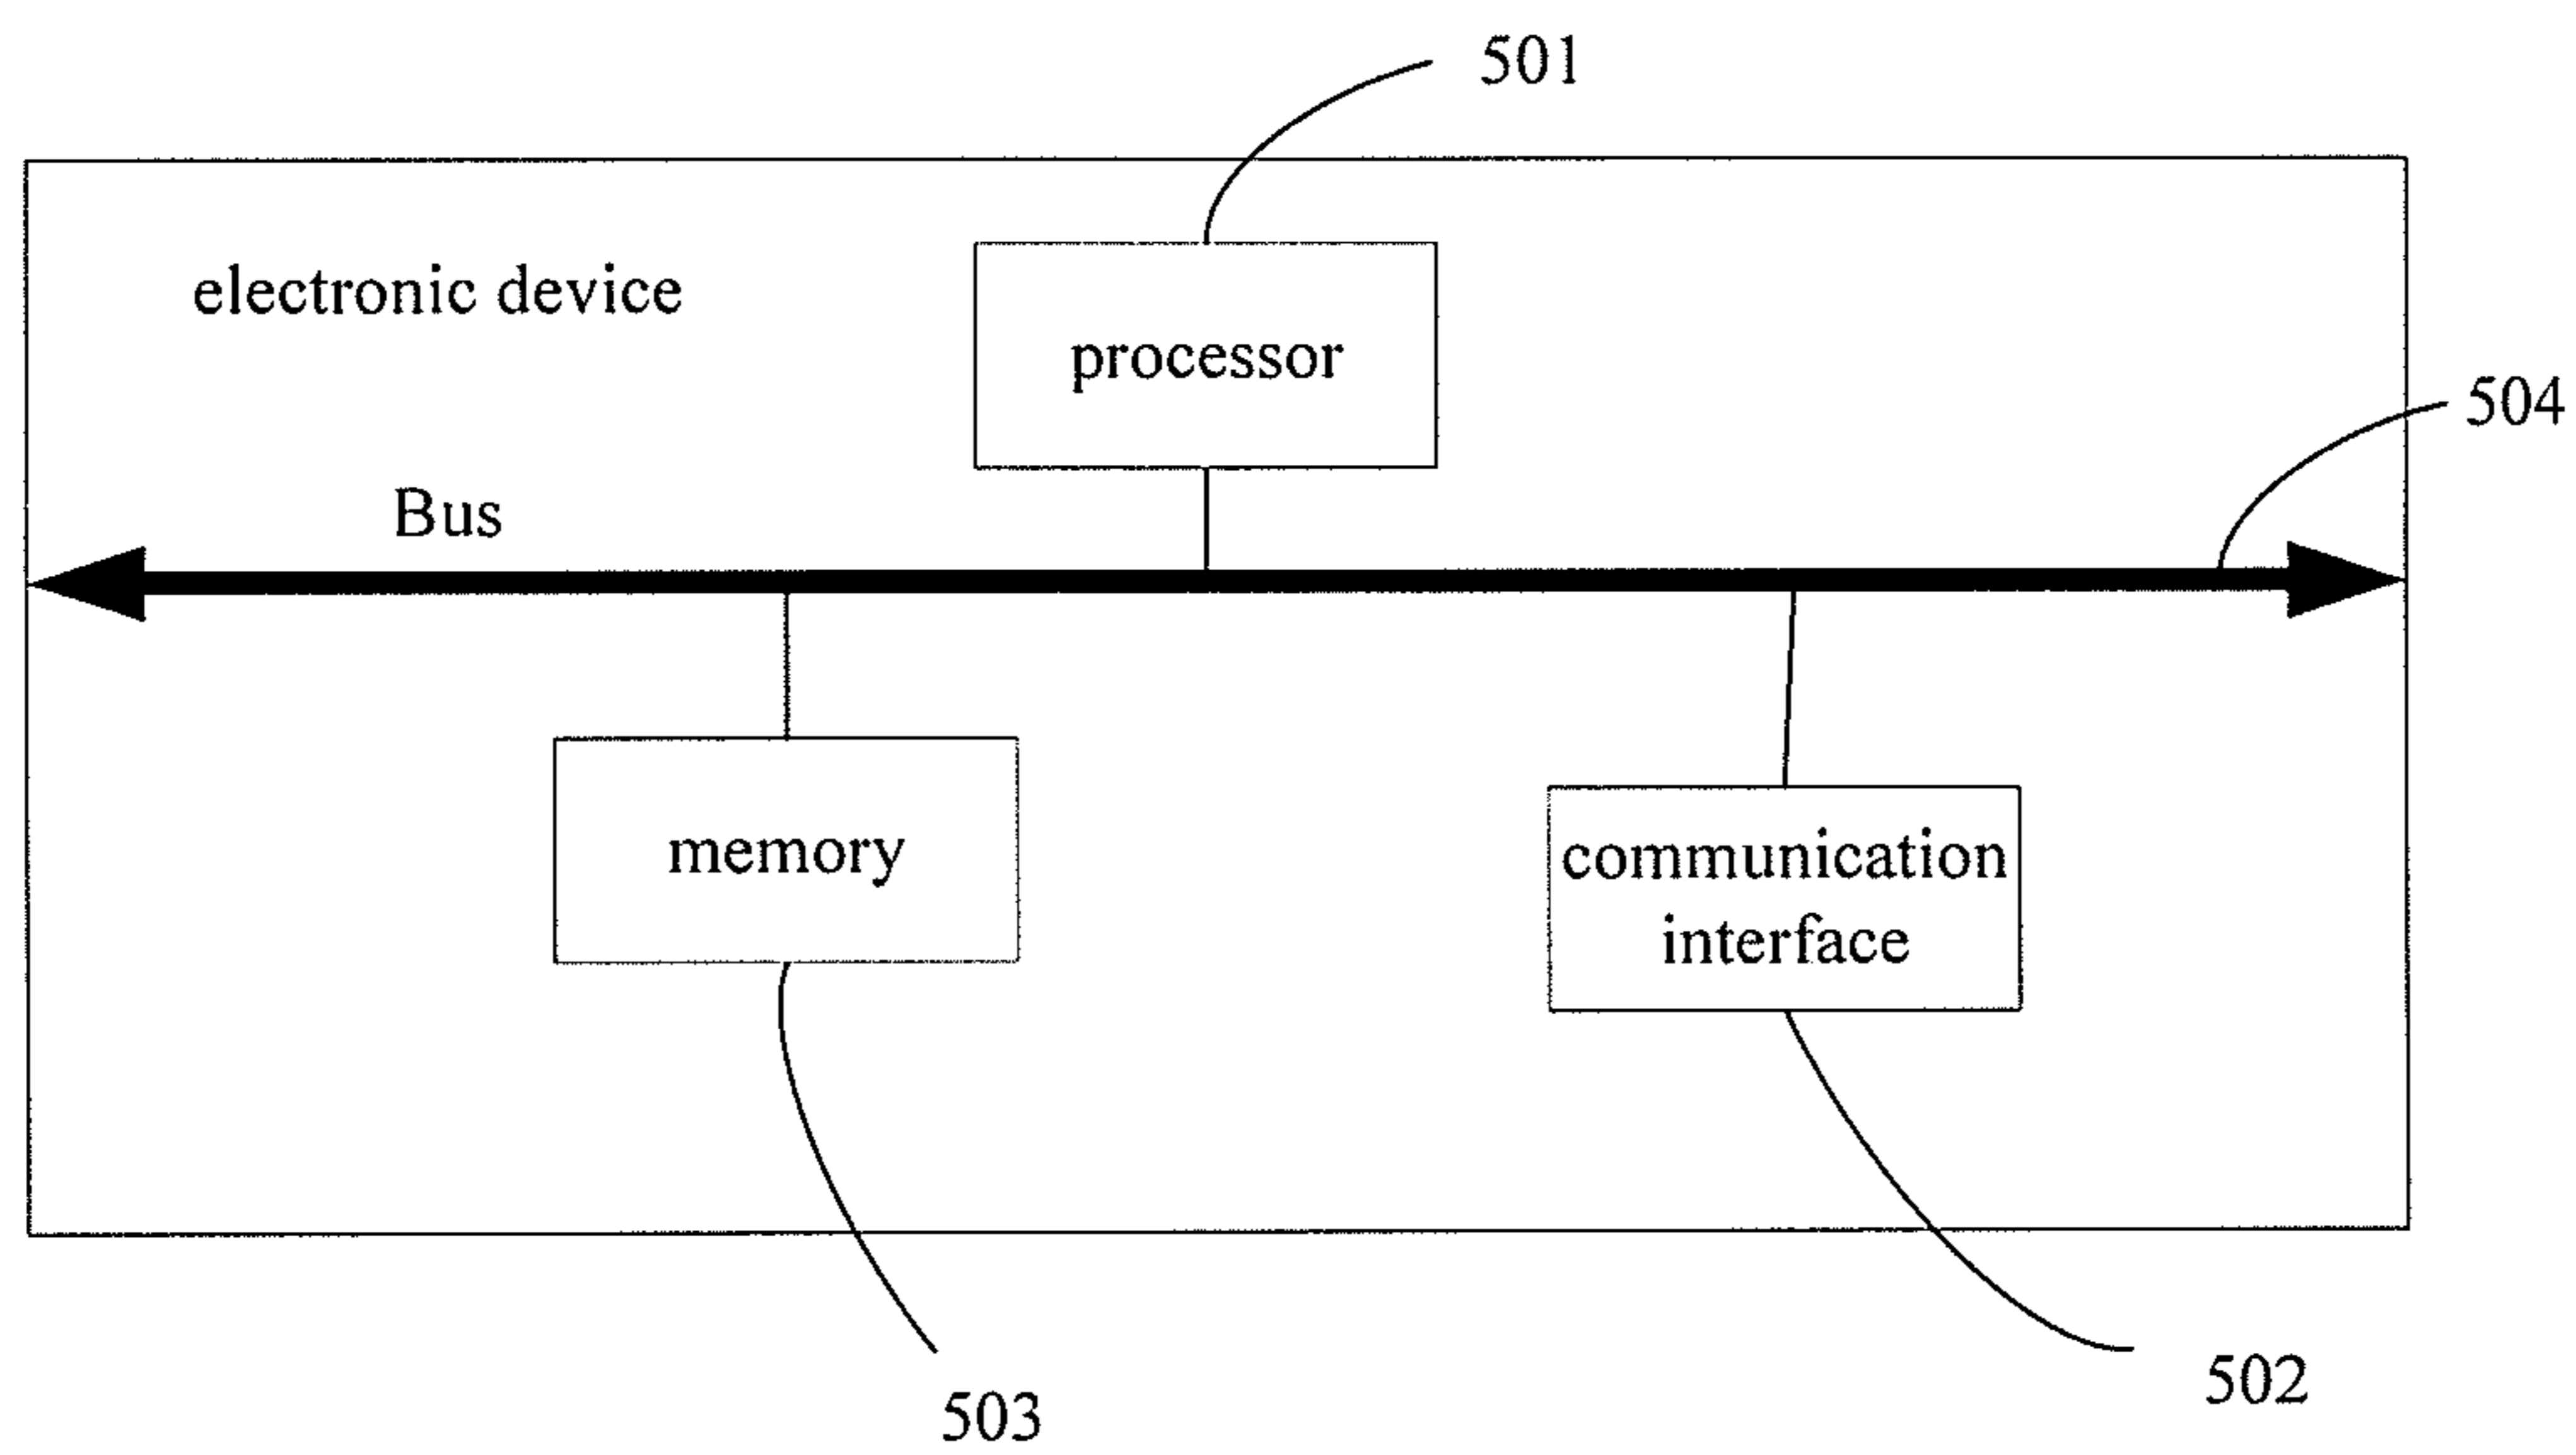 501
electronic device
processor
504
Bus
memory
communication
interface
502
503